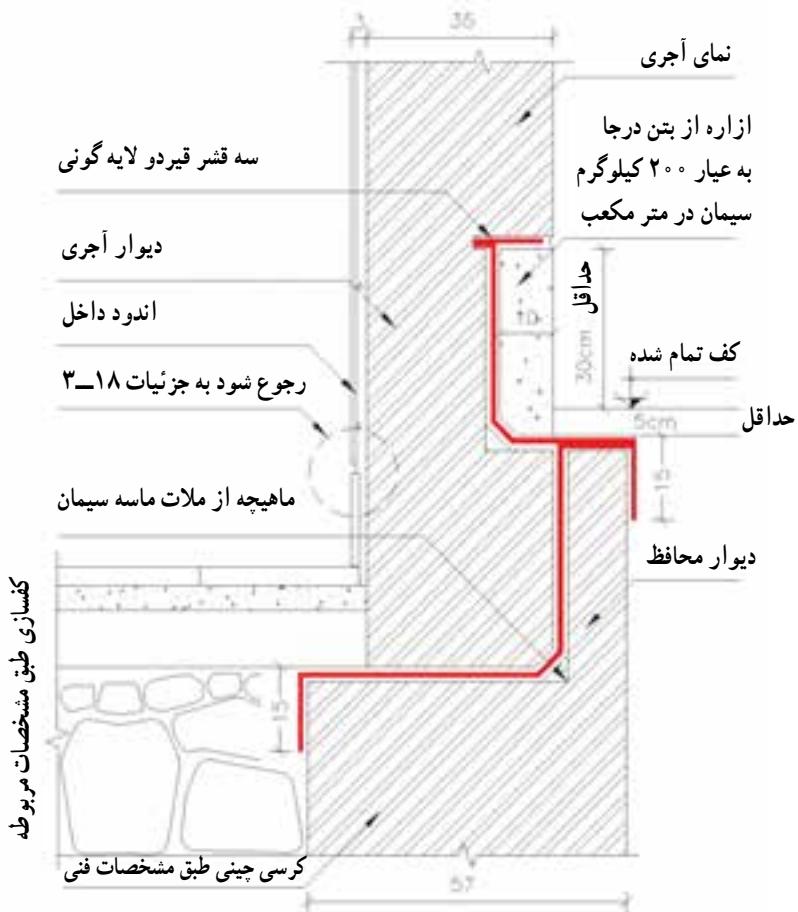 ۳
35
نمای آجری
ازاره از بتن درجا
به عیار ۲۰۰ کیلوگرم
سیمان در متر مکعب
سه قشر قیردو لایه گونی
دیوار آجری
اندود داخل
رجوع شود به جزئیات ۱۸ــ۳
ماهیچه از ملات ماسه سیمان
حداقل
30cm
10
کف تمام شده
حداقل
5cm
15
دیوار محافظ
کفسازی طبق مشخصات مربوطه
15
کرسی چینی طبق مشخصات فنی
57